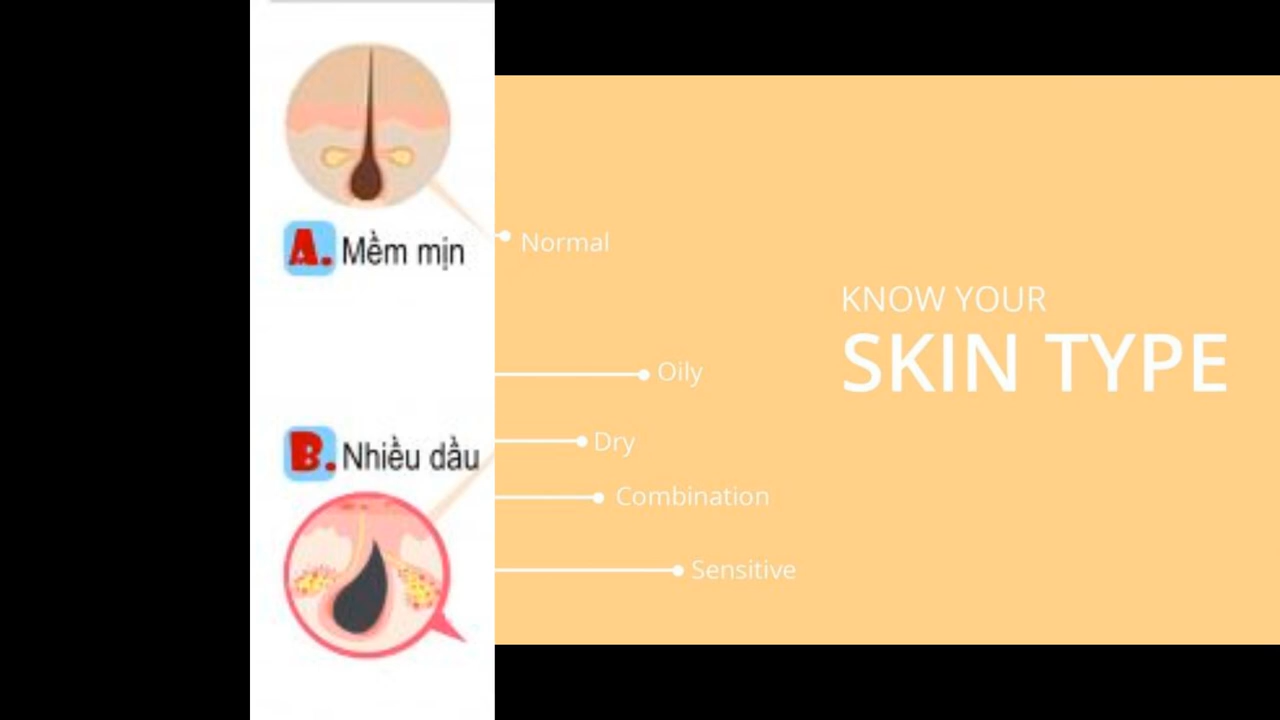 A. Mềm mịn
B. Nhiều dầu
Normal
Oily
Dry
Combination
Sensitive
KNOW YOUR
SKIN TYPE